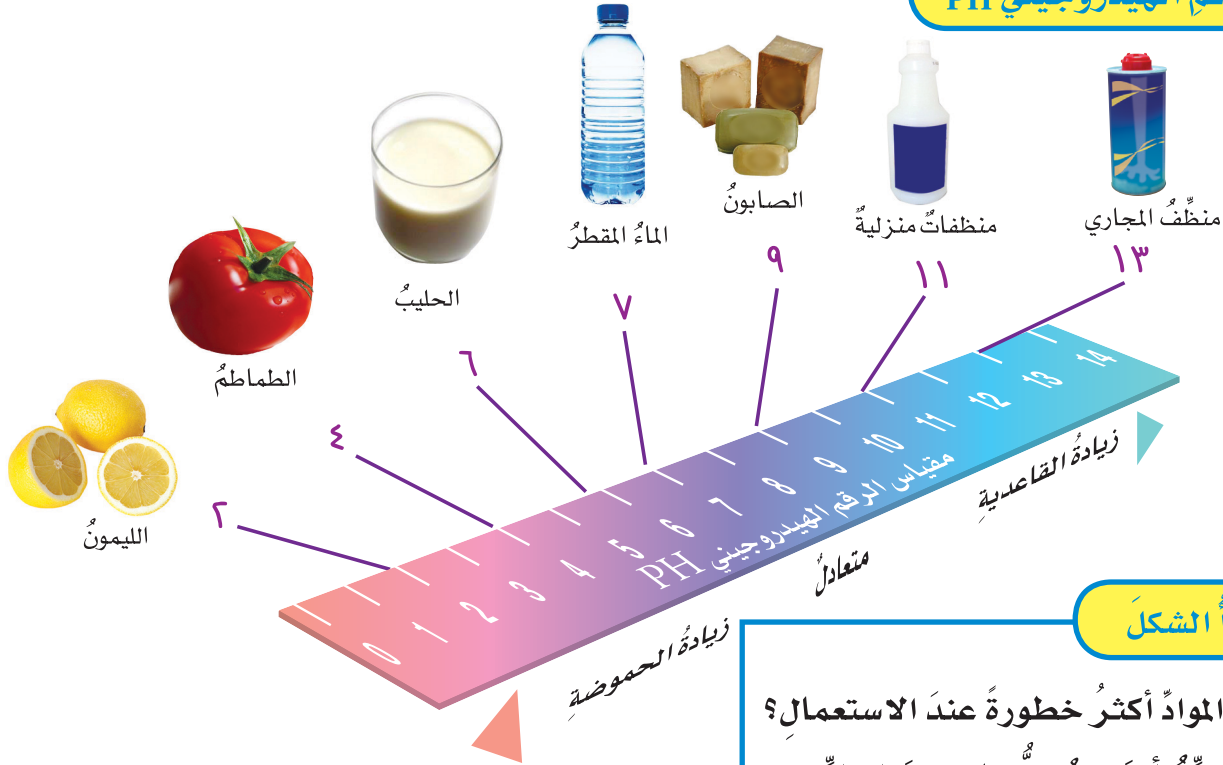 الهيدروجيني PH
منظِّفُ المجاري
منظفاتٌ منزليةٌ
الصابونُ
الماءُ المقطرُ
الحليبُ
الطماطمُ
الليمونُ
١٣
١١
٩
٧
٦
٤
٢
0 1 2 3 4 5 6 7 8 9 10 11 12 13 14
مقياس الرقم الهيدروجيني PH
زيادةُ القاعديةِ
متعادلٌ
زيادةُ الحموضةِ
الشكلَ
الموادِّ أكثرُ خطورةً عندَ الاستعمالِ؟